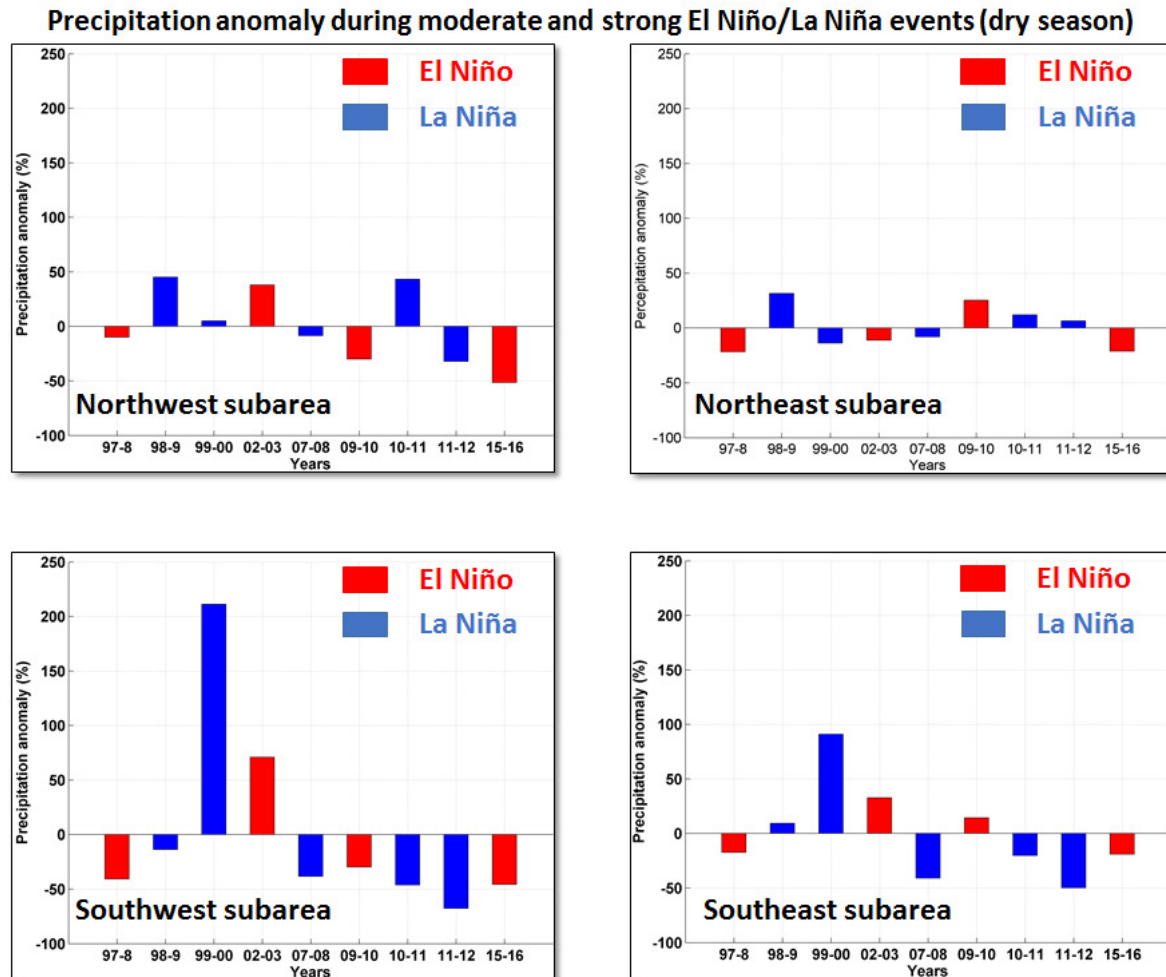 Precipitation anomaly during moderate and strong El Niño/La Niña events (dry season)
250
200
150
100
50
0
-50
-100
Precipitation anomaly (%)
El Niño
La Niña
Northwest subarea
97-8 98-9 99-00 02-03 07-08 09-10 10-11 11-12 15-16
Years
250
200
150
100
50
0
-50
-100
Percepitation anomaly (%)
El Niño
La Niña
Northeast subarea
97-8 98-9 99-00 02-03 07-08 09-10 10-11 11-12 15-16
Years
250
200
150
100
50
0
-50
-100
Precipitation anomaly (%)
El Niño
La Niña
Southwest subarea
97-8 98-9 99-00 02-03 07-08 09-10 10-11 11-12 15-16
Years
250
200
150
100
50
0
-50
-100
Precipitation anomaly (%)
El Niño
La Niña
Southeast subarea
97-8 98-9 99-00 02-03 07-08 09-10 10-11 11-12 15-16
Years